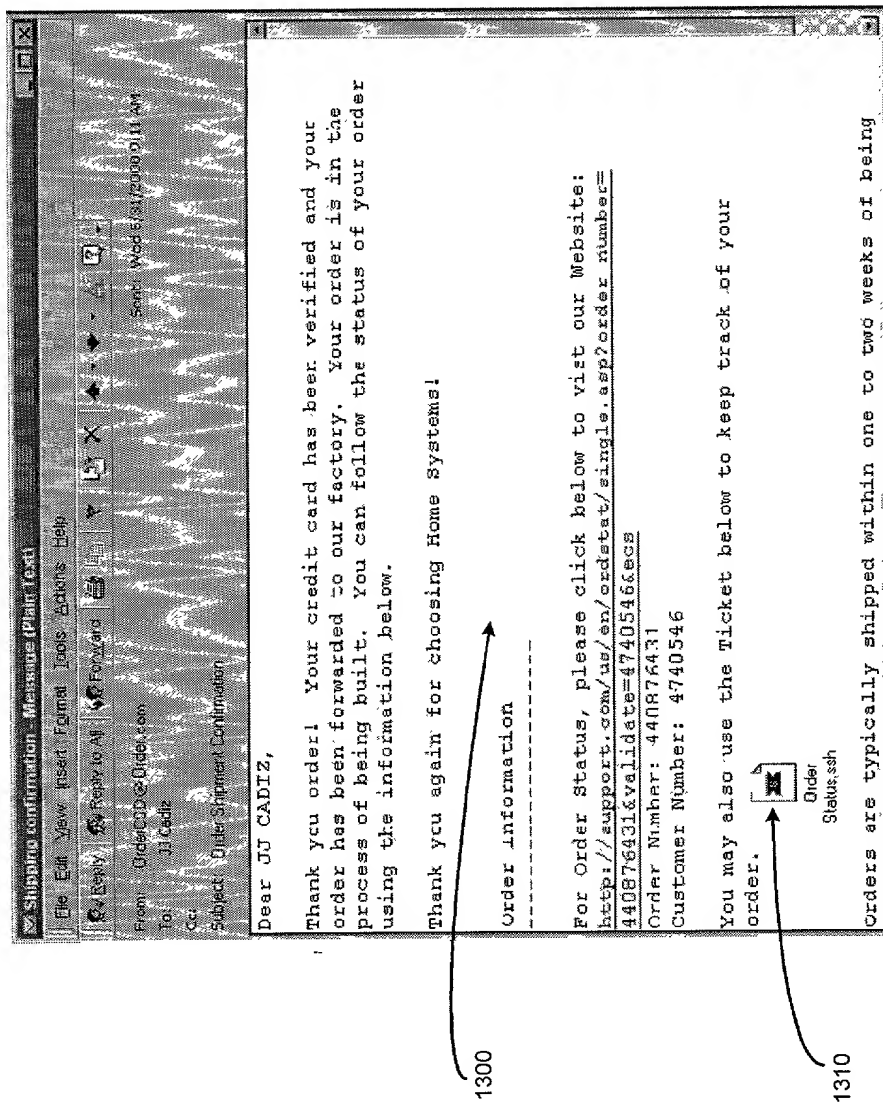 Shipping confirmation - Message (Plain Text)
File Edit View Insert Format Tools Actions Help
Reply Reply to All Forward
From: @Order.com
To: JJ Cadiz
Cc:
Subject: Order Shipment Confirmation
Sent: Wed 2000 AM
Dear JJ CADIZ,
Thank you order! Your credit card has been verified and your
order has been forwarded to our factory. Your order is in the
process of being built. You can follow the status of your order
using the information below.
Thank you again for choosing Home Systems!
Order Information
-----------------------
For Order Status, please click below to vist our Website:
http://support.com/us/en/ordstat/single.asp?order number=
440876431&validate=4740546&ecs
Order Number: 440876431
Customer Number: 4740546
You may also use the Ticket below to keep track of your
order.
Order
Status.ssh
Orders are typically shipped within one to two weeks of being
1300
1310